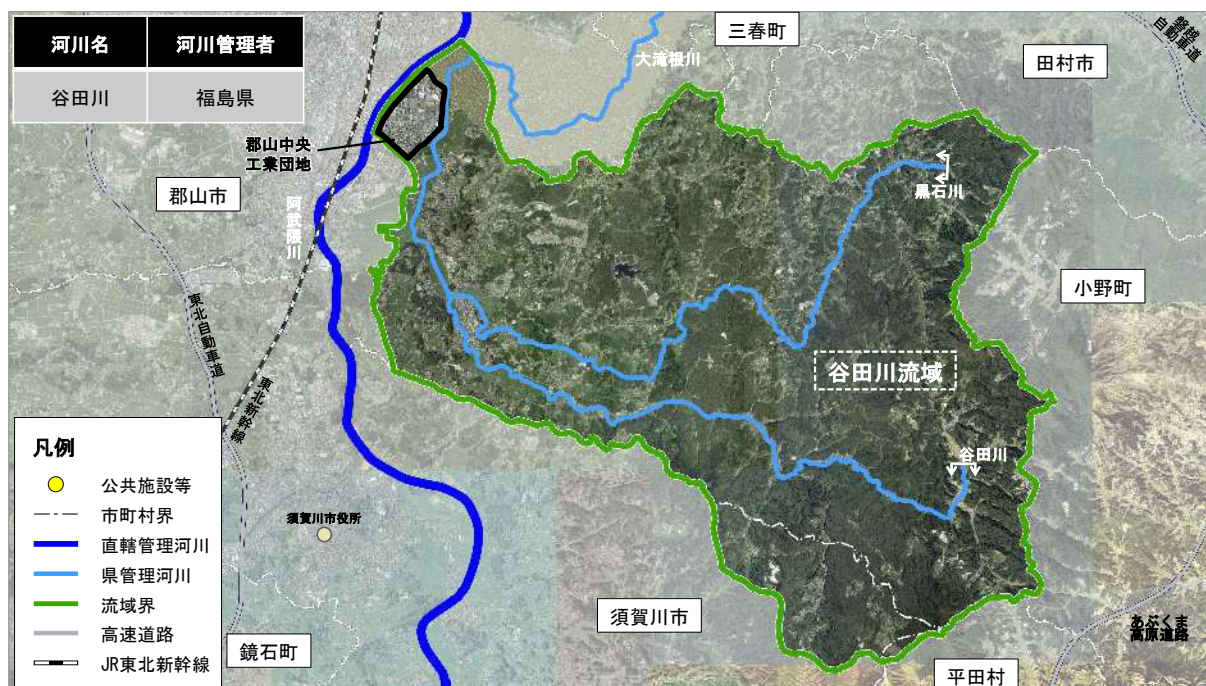 河川名 河川管理者
谷田川 福島県
三春町
大滝根川
磐越
自動車道
田村市
郡山中央
工業団地
郡山市
阿武隈川
黒石川
小野町
東北自動車道
谷田川流域
東北新幹線
谷田川
凡例
公共施設等
市町村界
直轄管理河川
県管理河川
流域界
高速道路
JR東北新幹線
須賀川市役所
須賀川市
あぶくま
高原道路
鏡石町
平田村